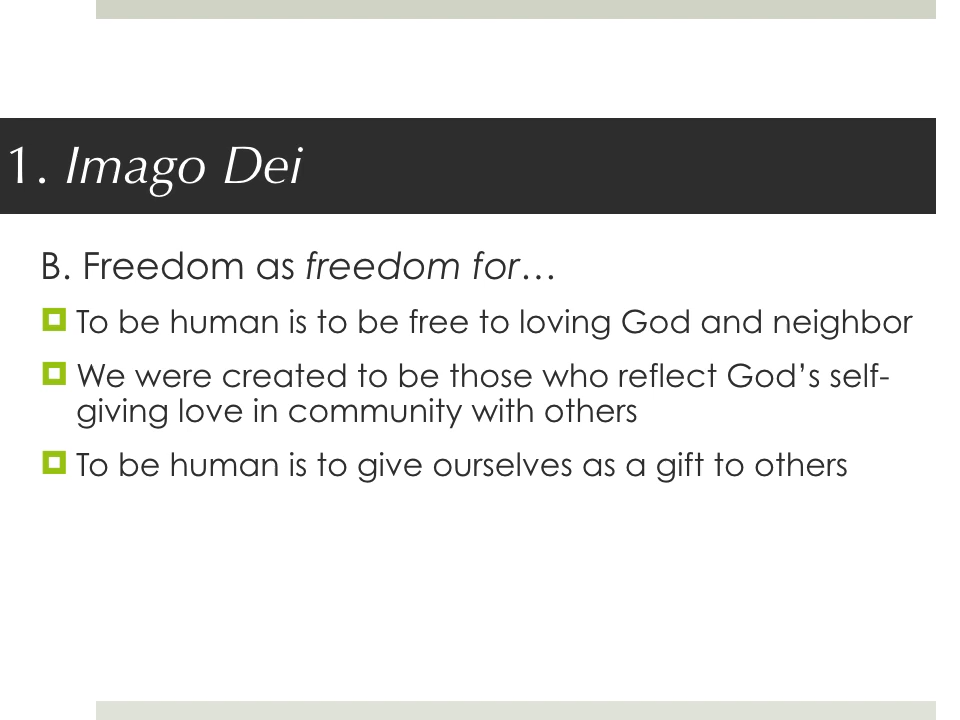 1. Imago Dei
B. Freedom as freedom for…
To be human is to be free to loving God and neighbor
We were created to be those who reflect God’s self-
giving love in community with others
To be human is to give ourselves as a gift to others